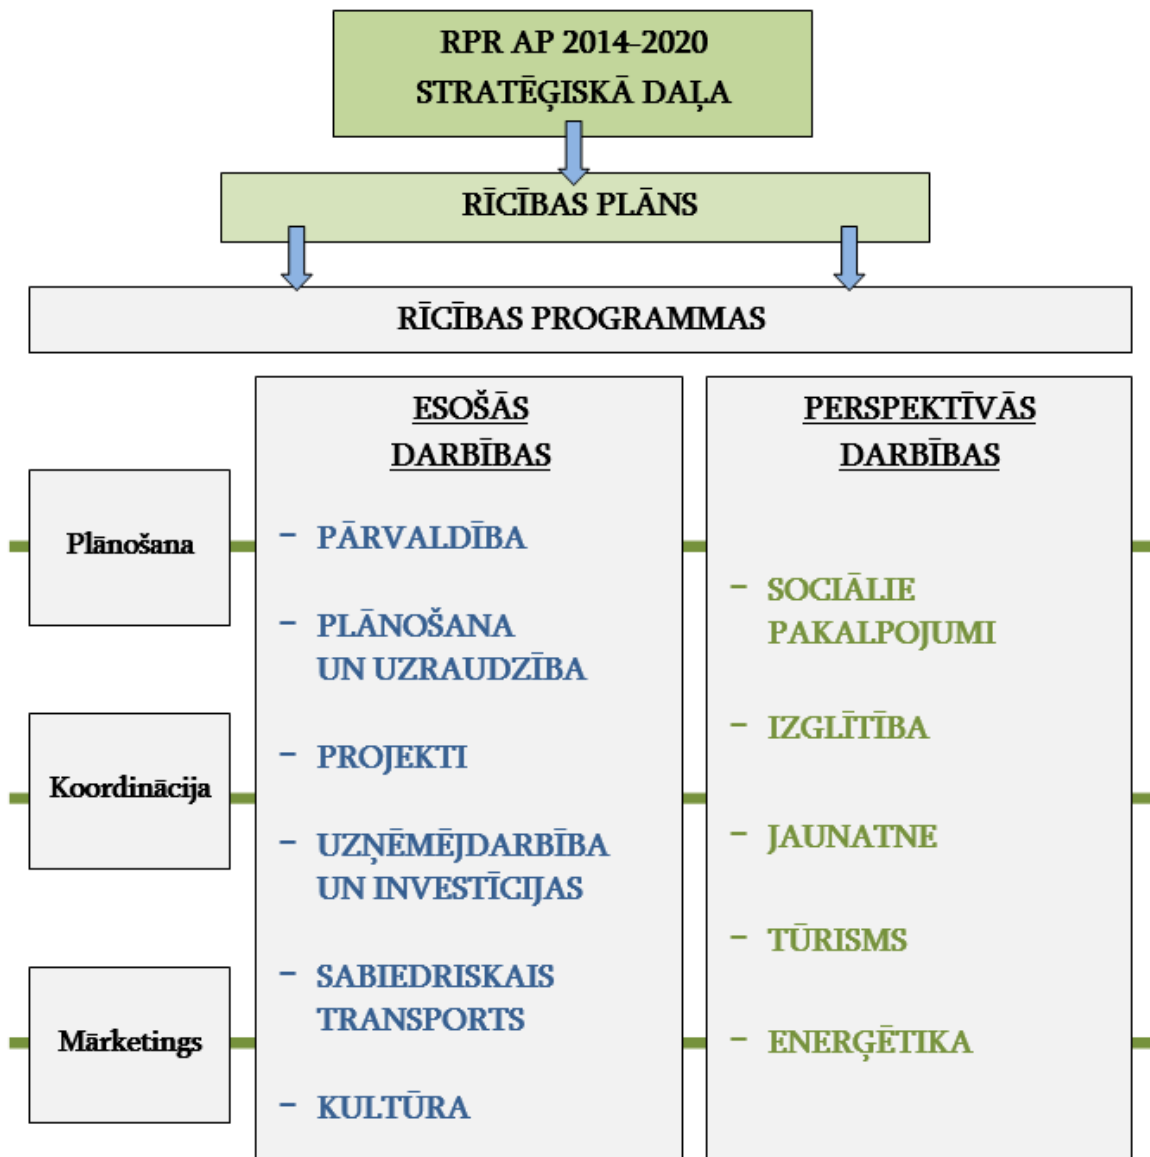 RPR AP 2014-2020
STRATĒĢISKĀ DAĻA
RĪCĪBAS PLĀNS
RĪCĪBAS PROGRAMMAS
Plānošana
Koordinācija
Mārketings
ESOŠĀS
DARBĪBAS
- PĀRVALDĪBA
- PLĀNOŠANA
UN UZRAUDZĪBA
- PROJEKTI
- UZŅĒMĒJDARBĪBA
UN INVESTĪCIJAS
- SABIEDRISKAIS
TRANSPORTS
- KULTŪRA
PERSPEKTĪVĀS
DARBĪBAS
- SOCIĀLIE
PAKALPOJUMI
- IZGLĪTĪBA
- JAUNATNE
- TŪRISMS
- ENERĢĒTIKA